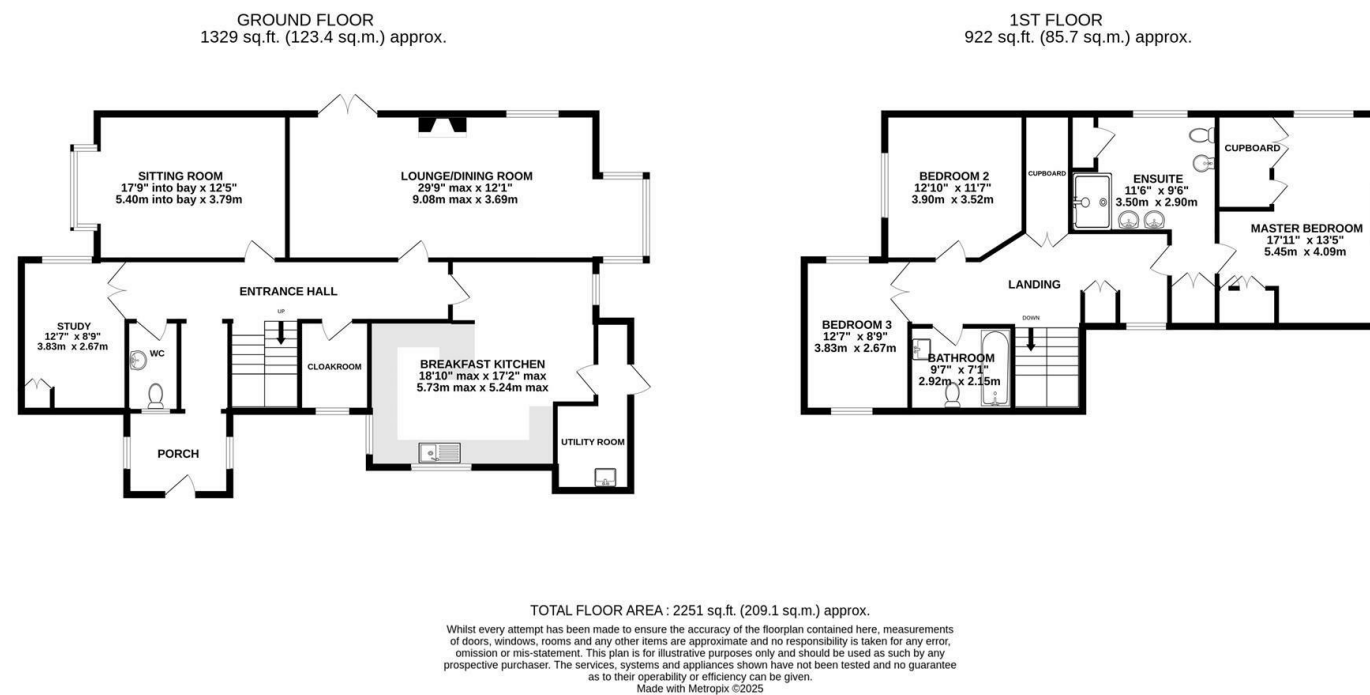 GROUND FLOOR
1329 sq.ft. (123.4 sq.m.) approx.
SITTING ROOM
17'9" into bay x 12'5"
5.40m into bay x 3.79m
LOUNGE/DINING ROOM
29'9" max x 12'1"
9.08m max x 3.69m
ENTRANCE HALL
UP
STUDY
12'7" x 8'9"
3.83m x 2.67m
WC
CLOAKROOM
BREAKFAST KITCHEN
18'10" max x 17'2" max
5.73m max x 5.24m max
UTILITY ROOM
PORCH
1ST FLOOR
922 sq.ft. (85.7 sq.m.) approx.
BEDROOM 2
12'10" x 11'7"
3.90m x 3.52m
CUPBOARD
ENSUITE
11'6" x 9'6"
3.50m x 2.90m
CUPBOARD
MASTER BEDROOM
17'11" x 13'5"
5.45m x 4.09m
LANDING
DOWN
BEDROOM 3
12'7" x 8'9"
3.83m x 2.67m
BATHROOM
9'7" x 7'1"
2.92m x 2.15m
TOTAL FLOOR AREA : 2251 sq.ft. (209.1 sq.m.) approx.
Whilst every attempt has been made to ensure the accuracy of the floorplan contained here, measurements
of doors, windows, rooms and any other items are approximate and no responsibility is taken for any error,
omission or mis-statement. This plan is for illustrative purposes only and should be used as such by any
prospective purchaser. The services, systems and appliances shown have not been tested and no guarantee
as to their operability or efficiency can be given.
Made with Metropix ©2025